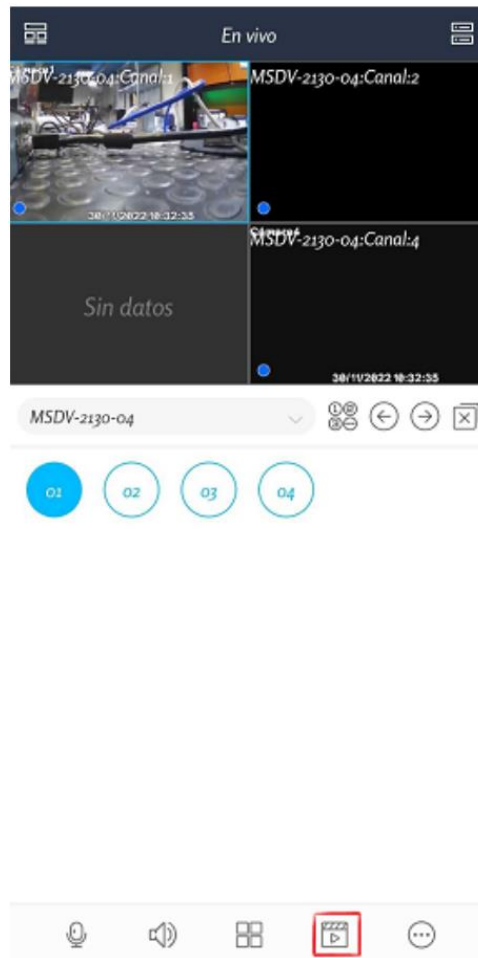 En vivo
MSDV-2130-04:Canal:1
MSDV-2130-04:Canal:2
30/11/2022 10:32:35
Sin datos
MSDV-2130-04:Canal:4
30/11/2022 10:32:35
MSDV-2130-04
01 02 03 04